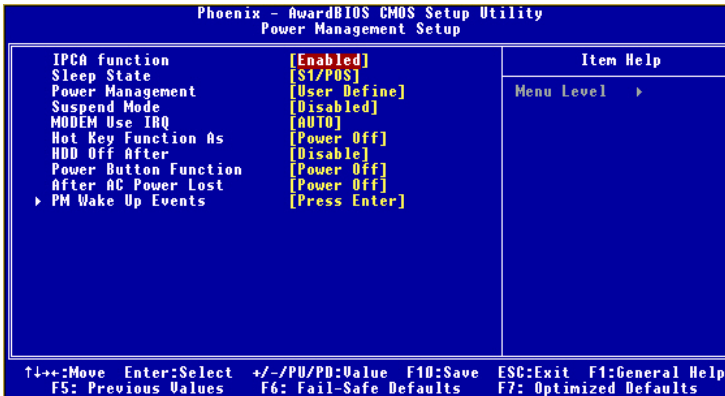 Phoenix - AwardBIOS CMOS Setup Utility
Power Management Setup
IPCA function [Enabled]
Sleep State [S1/POS]
Power Management [User Define]
Suspend Mode [Disabled]
MODEM Use IRQ [AUTO]
Hot Key Function As [Power Off]
HDD Off After [Disable]
Power Button Function [Power Off]
After AC Power Lost [Power Off]
▸ PM Wake Up Events [Press Enter]
Item Help
Menu Level ▸
↑↓→←:Move Enter:Select +/-/PU/PD:Value F10:Save ESC:Exit F1:General Help
F5: Previous Values F6: Fail-Safe Defaults F7: Optimized Defaults